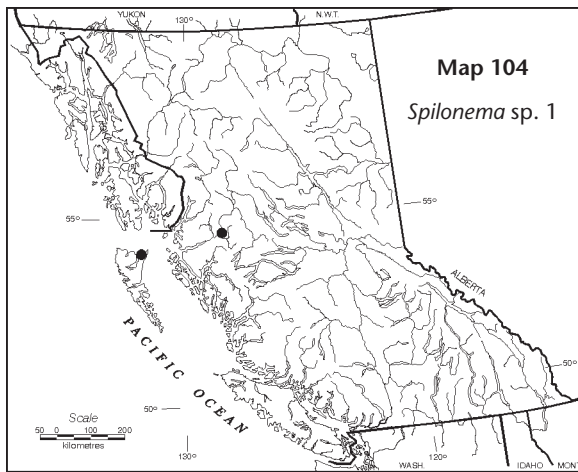 YUKON
130°
N.W.T.
Map 104
Spilonema sp. 1
55°
55°
ALBERTA
PACIFIC OCEAN
50°
Scale
50 0 100 200
kilometres
50°
130°
120°
WASH.
IDAHO
MONT